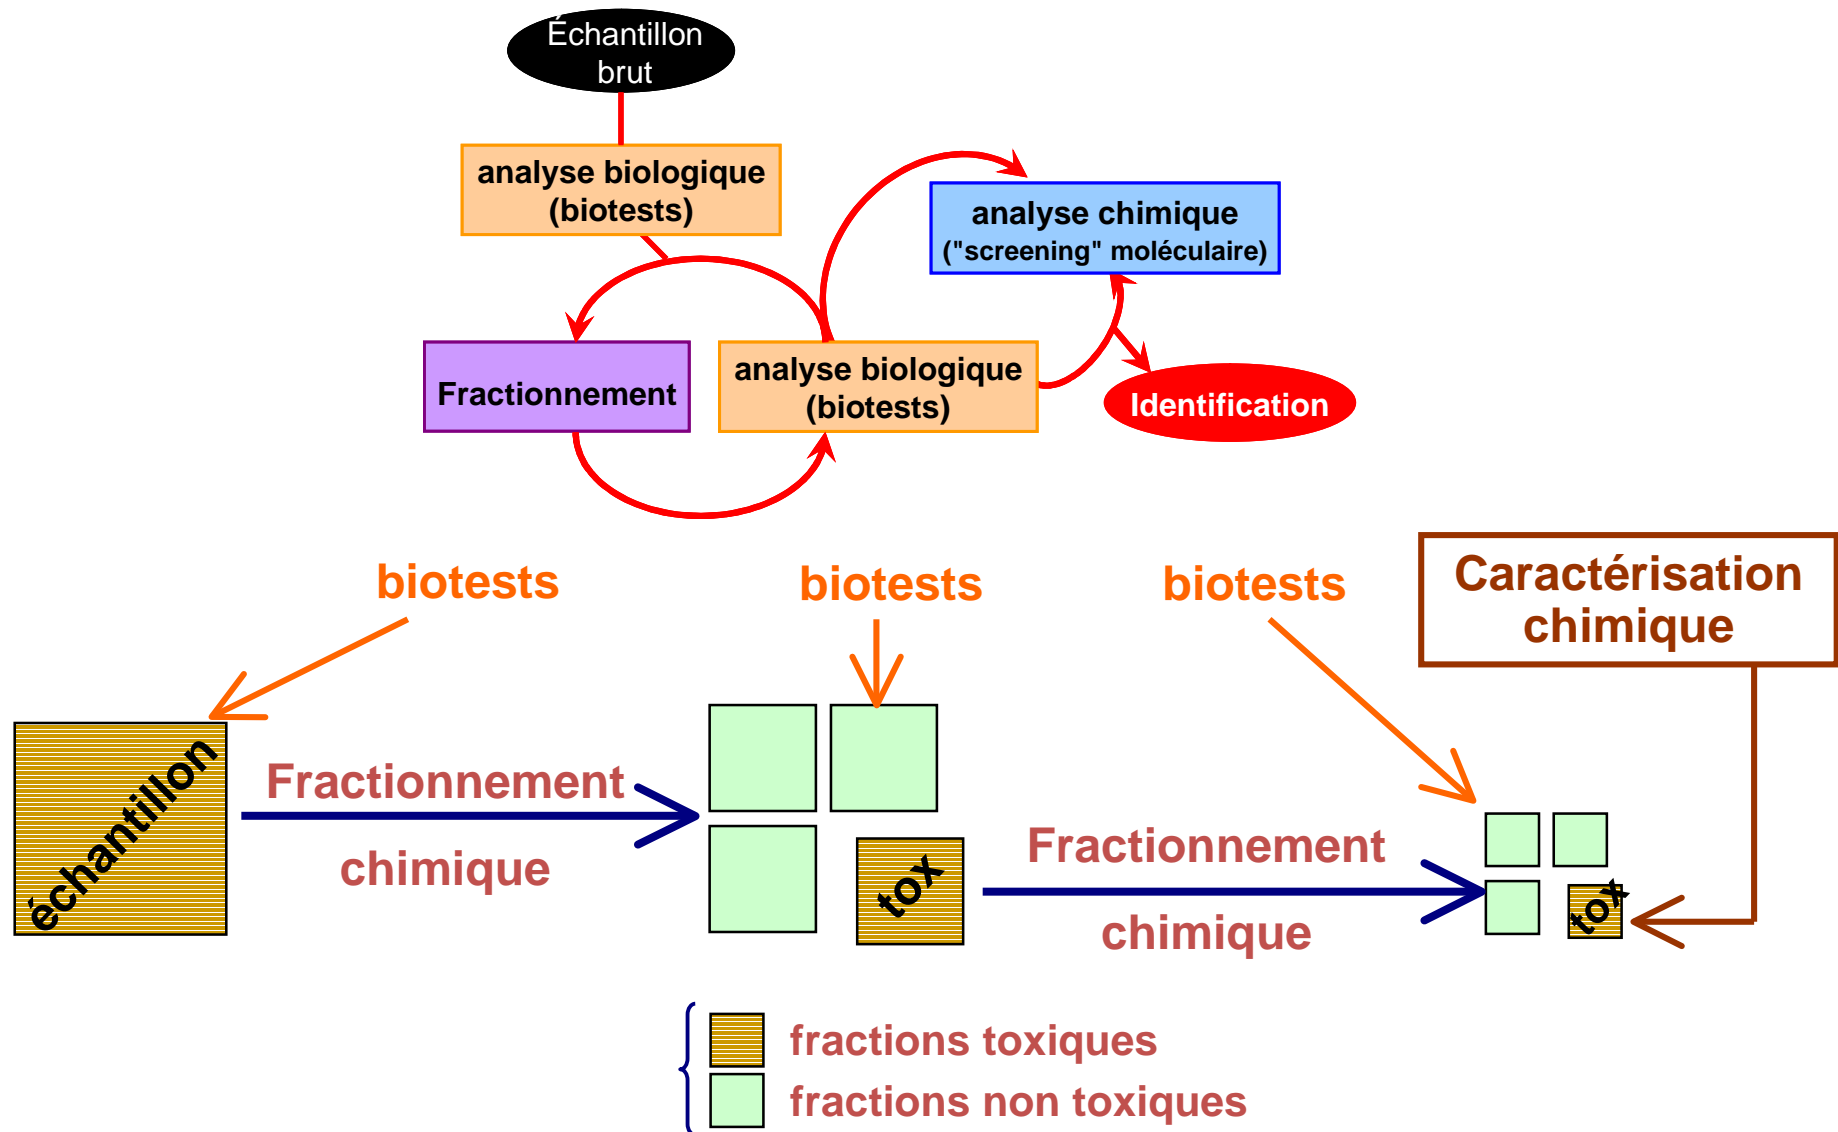 Échantillon
brut
analyse biologique
(biotests)
analyse chimique
("screening" moléculaire)
Fractionnement
analyse biologique
(biotests)
Identification
biotests
biotests
biotests
Caractérisation
chimique
échantillon
Fractionnement
chimique
tox
Fractionnement
chimique
tox
fractions toxiques
fractions non toxiques